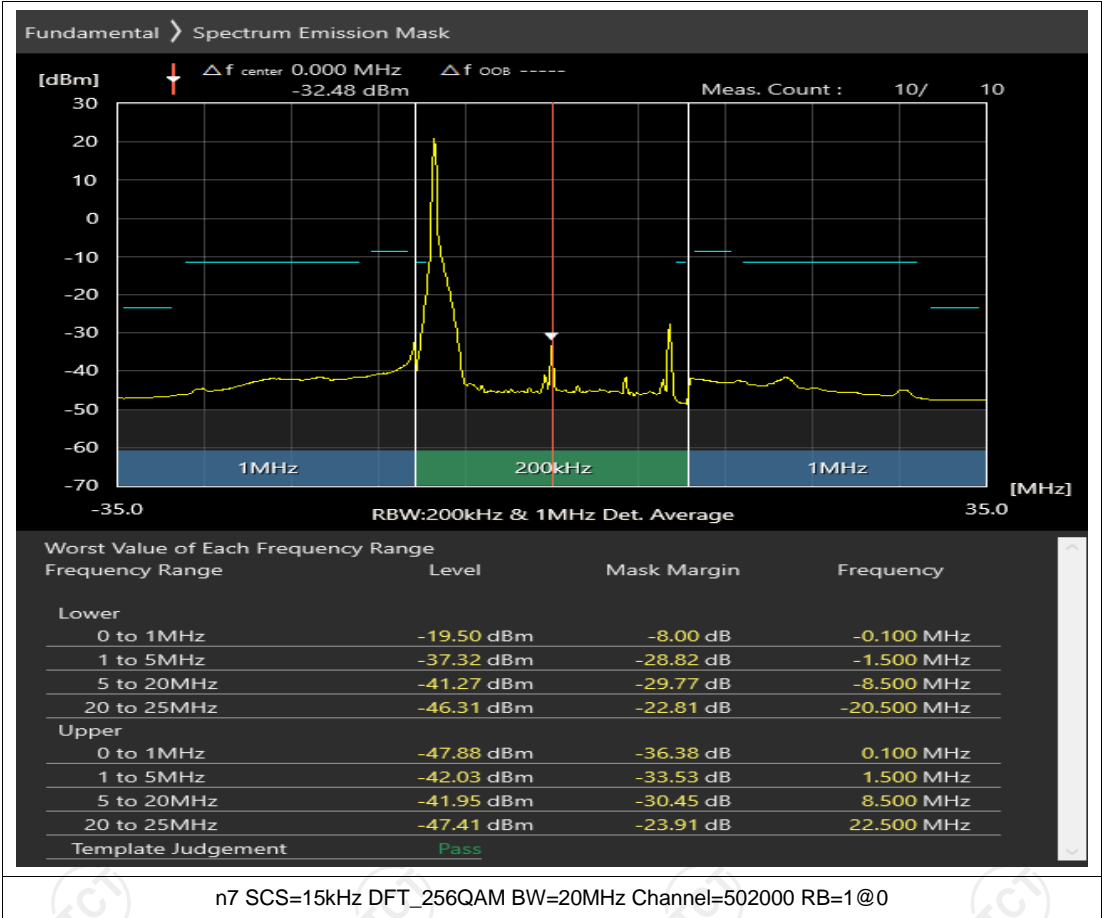 Fundamental ❯ Spectrum Emission Mask
[dBm] △f center 0.000 MHz △f OOB -----
-32.48 dBm Meas. Count : 10/ 10
30
20
10
0
-10
-20
-30
-40
-50
-60
1MHz 200kHz 1MHz
-70 [MHz]
-35.0 RBW:200kHz & 1MHz Det. Average 35.0
Worst Value of Each Frequency Range
Frequency Range Level Mask Margin Frequency
Lower
0 to 1MHz -19.50 dBm -8.00 dB -0.100 MHz
1 to 5MHz -37.32 dBm -28.82 dB -1.500 MHz
5 to 20MHz -41.27 dBm -29.77 dB -8.500 MHz
20 to 25MHz -46.31 dBm -22.81 dB -20.500 MHz
Upper
0 to 1MHz -47.88 dBm -36.38 dB 0.100 MHz
1 to 5MHz -42.03 dBm -33.53 dB 1.500 MHz
5 to 20MHz -41.95 dBm -30.45 dB 8.500 MHz
20 to 25MHz -47.41 dBm -23.91 dB 22.500 MHz
Template Judgement Pass
n7 SCS=15kHz DFT_256QAM BW=20MHz Channel=502000 RB=1@0
TCT TCT TCT TCT